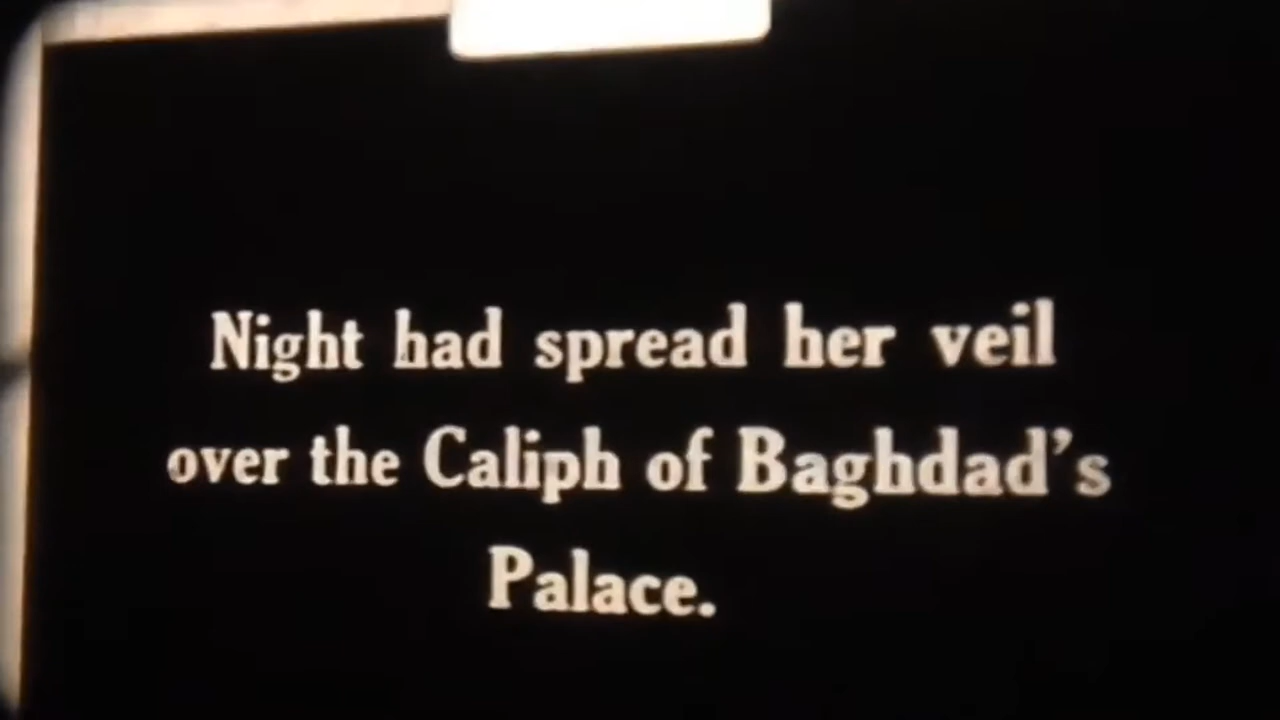 Night had spread her veil
over the Caliph of Baghdad's
Palace.